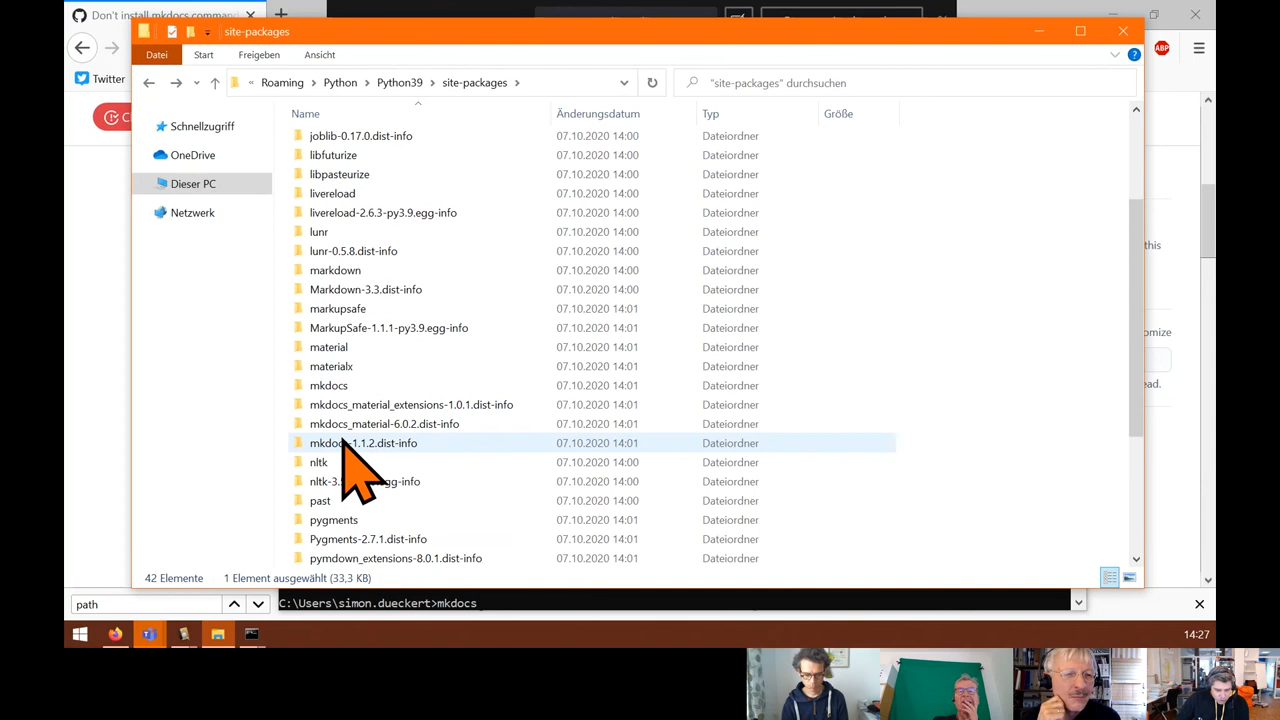 Don't install mkdocs comman
site-packages
Datei Start Freigeben Ansicht
« Roaming Python Python39 site-packages
"site-packages" durchsuchen
ABP
Twitter
Name Änderungsdatum Typ Größe
Schnellzugriff
OneDrive
Dieser PC
Netzwerk
joblib-0.17.0.dist-info 07.10.2020 14:00 Dateiordner
libfuturize 07.10.2020 14:00 Dateiordner
libpasteurize 07.10.2020 14:00 Dateiordner
livereload 07.10.2020 14:00 Dateiordner
livereload-2.6.3-py3.9.egg-info 07.10.2020 14:00 Dateiordner
lunr 07.10.2020 14:00 Dateiordner
lunr-0.5.8.dist-info 07.10.2020 14:00 Dateiordner
markdown 07.10.2020 14:00 Dateiordner
Markdown-3.3.dist-info 07.10.2020 14:00 Dateiordner
markupsafe 07.10.2020 14:01 Dateiordner
MarkupSafe-1.1.1-py3.9.egg-info 07.10.2020 14:01 Dateiordner
material 07.10.2020 14:01 Dateiordner
materialx 07.10.2020 14:01 Dateiordner
mkdocs 07.10.2020 14:01 Dateiordner
mkdocs_material_extensions-1.0.1.dist-info 07.10.2020 14:01 Dateiordner
mkdocs_material-6.0.2.dist-info 07.10.2020 14:01 Dateiordner
mkdocs-1.1.2.dist-info 07.10.2020 14:01 Dateiordner
nltk 07.10.2020 14:00 Dateiordner
nltk-3. gg-info 07.10.2020 14:00 Dateiordner
past 07.10.2020 14:00 Dateiordner
pygments 07.10.2020 14:01 Dateiordner
Pygments-2.7.1.dist-info 07.10.2020 14:01 Dateiordner
pymdown_extensions-8.0.1.dist-info 07.10.2020 14:01 Dateiordner
this
omize
ead.
42 Elemente 1 Element ausgewählt (33,3 KB)
path
C:\Users\simon.dueckert>mkdocs
14:27